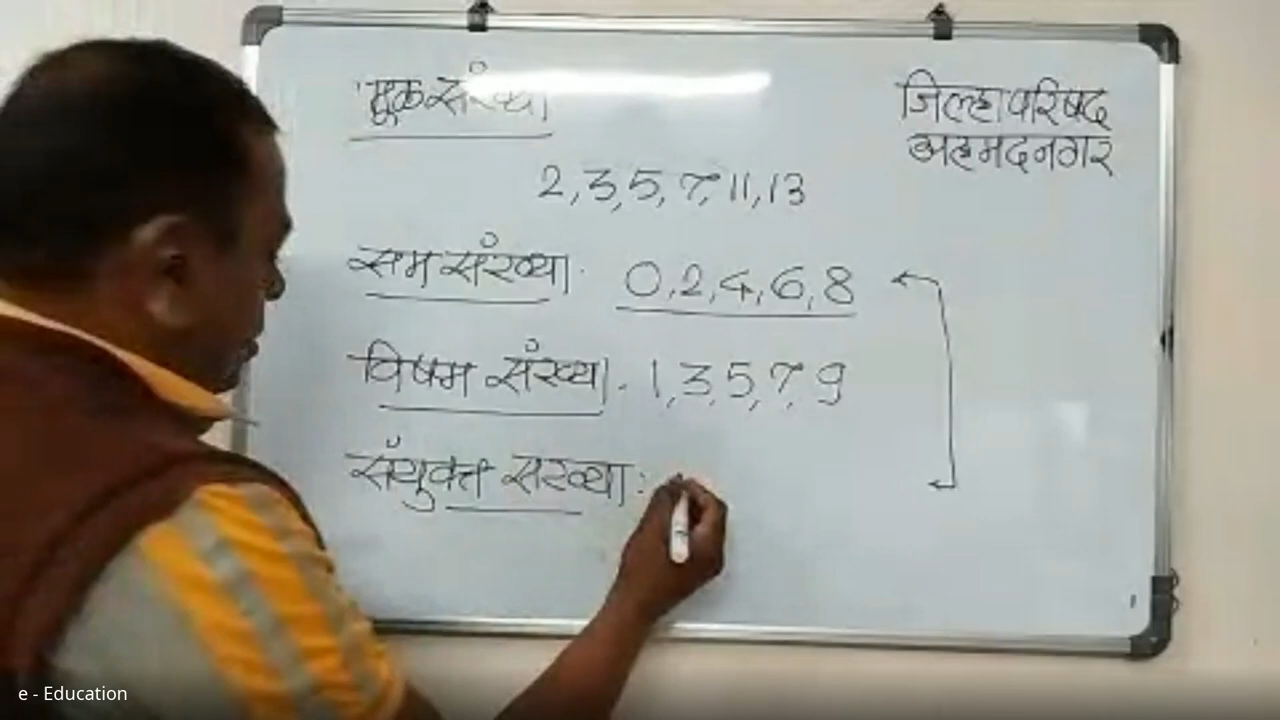 मुळ संख्या
जिल्हा परिषद
अहमदनगर
2,3,5,7,11,13
सम संख्या. 0,2,4,6,8
विषम संख्या. 1,3,5,7,9
संयुक्त सख्या:
e - Education